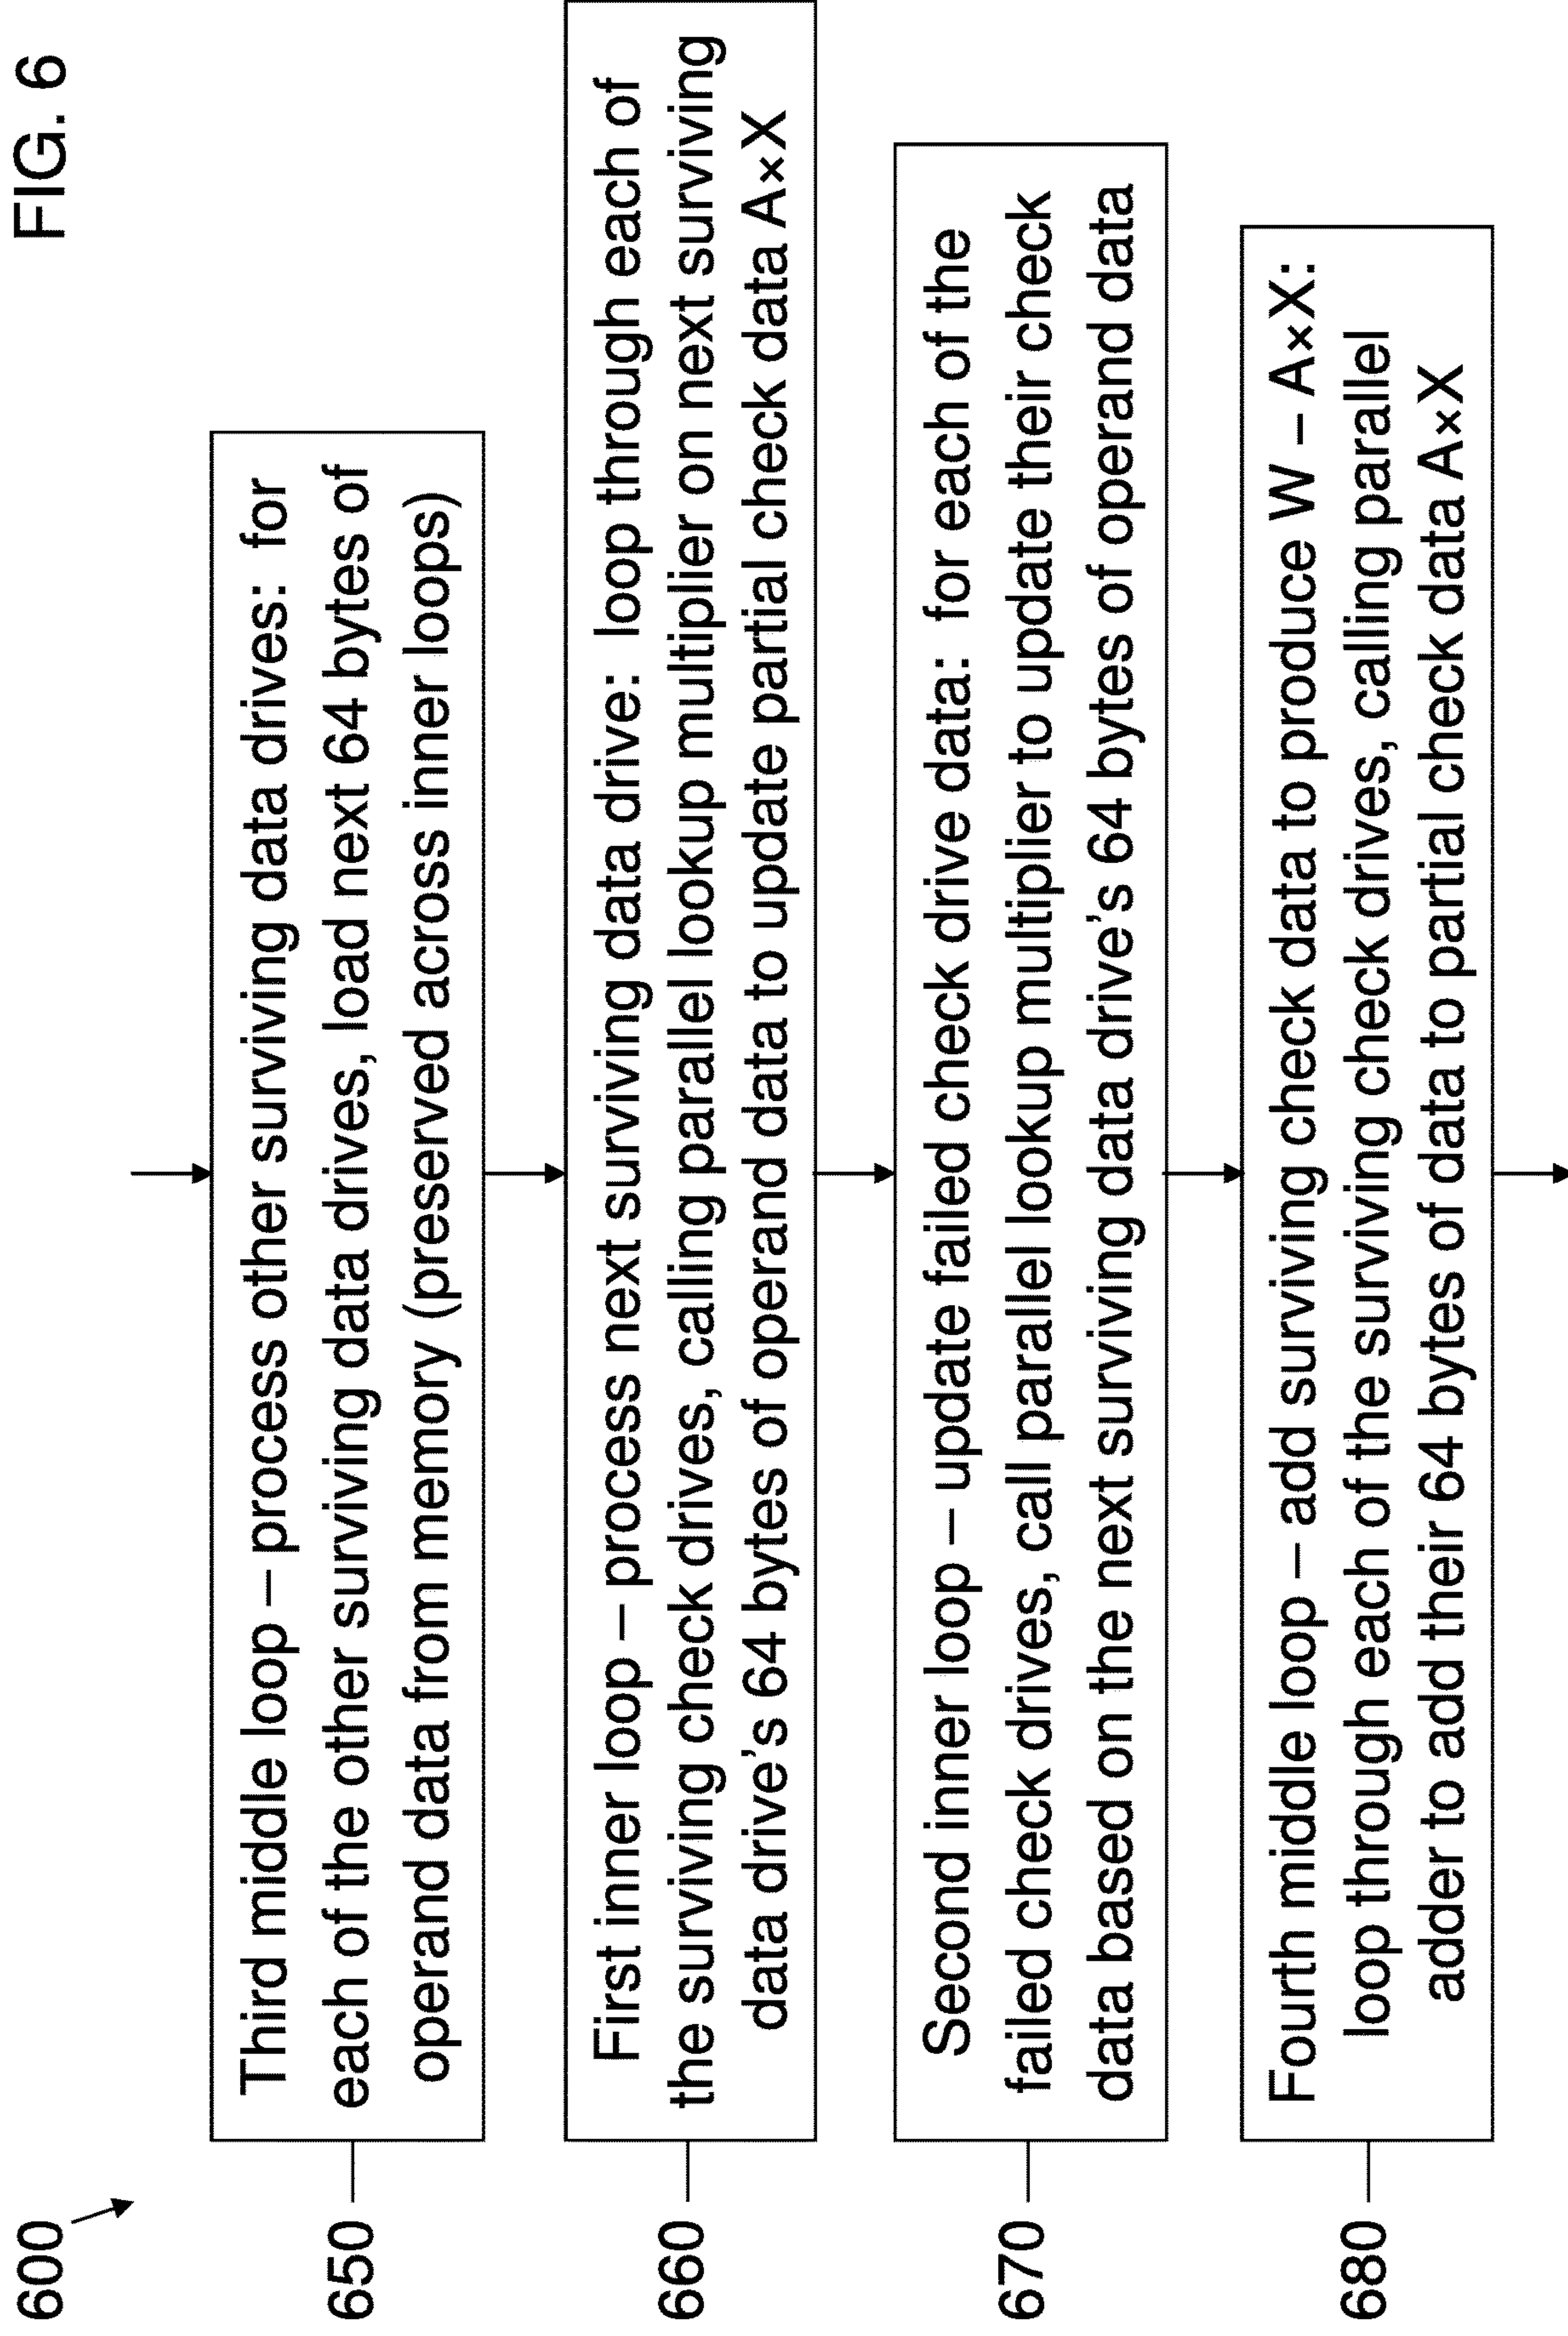 FIG. 6
600
650
Third middle loop – process other surviving data drives: for
each of the other surviving data drives, load next 64 bytes of
operand data from memory (preserved across inner loops)
660
First inner loop – process next surviving data drive: loop through each of
the surviving check drives, calling parallel lookup multiplier on next surviving
data drive’s 64 bytes of operand data to update partial check data A×X
670
Second inner loop – update failed check drive data: for each of the
failed check drives, call parallel lookup multiplier to update their check
data based on the next surviving data drive’s 64 bytes of operand data
680
Fourth middle loop – add surviving check data to produce W – A×X:
loop through each of the surviving check drives, calling parallel
adder to add their 64 bytes of data to partial check data A×X